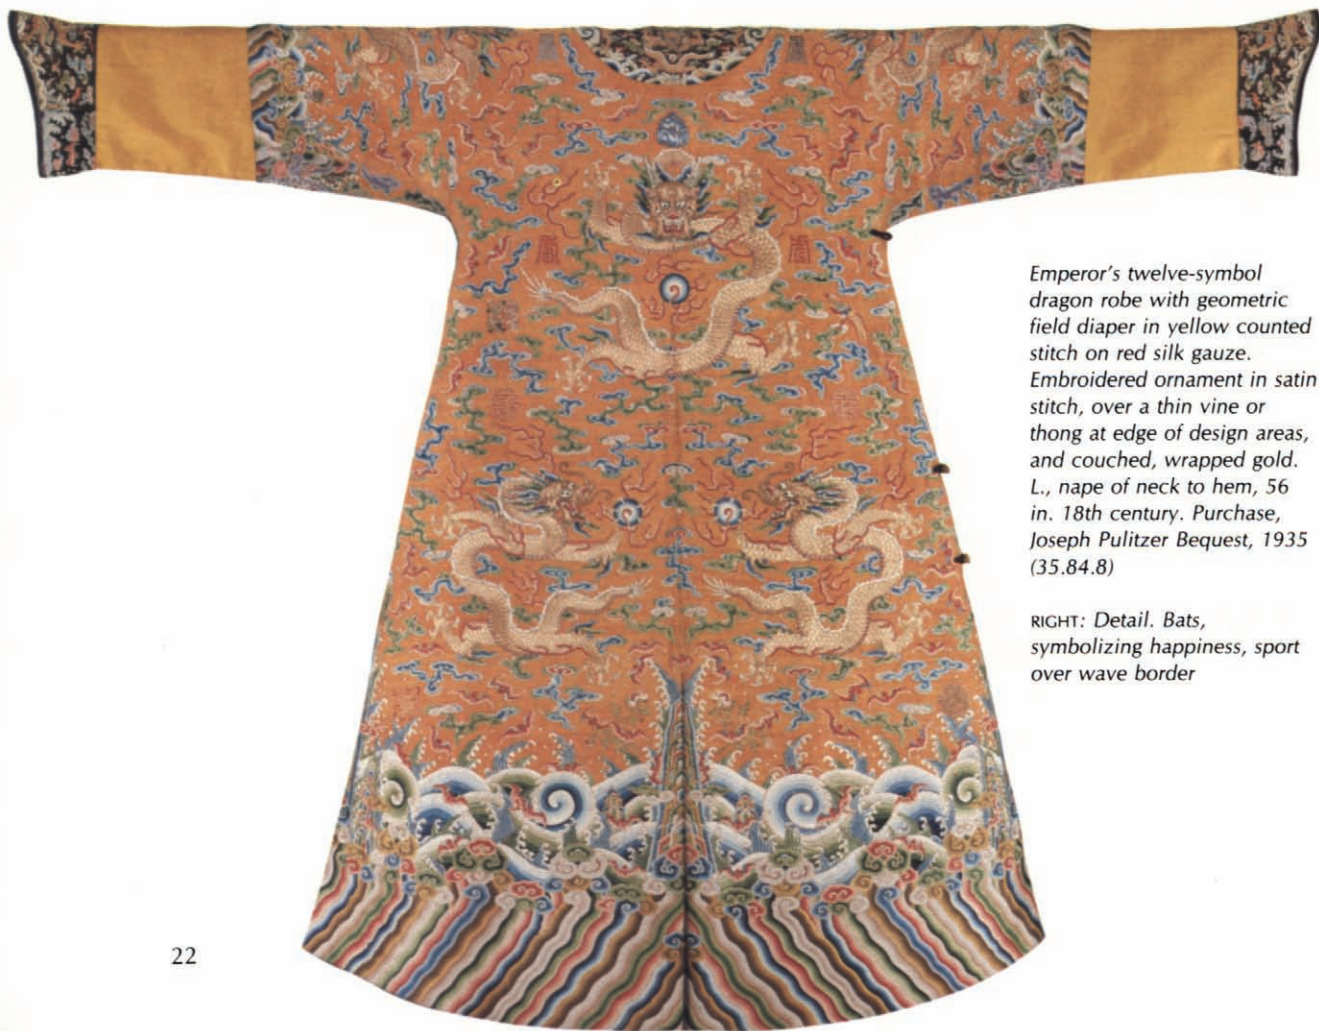 Emperor's twelve-symbol
dragon robe with geometric
field diaper in yellow counted
stitch on red silk gauze.
Embroidered ornament in satin
stitch, over a thin vine or
thong at edge of design areas,
and couched, wrapped gold.
L., nape of neck to hem, 56
in. 18th century. Purchase,
Joseph Pulitzer Bequest, 1935
(35.84.8)
RIGHT: Detail. Bats,
symbolizing happiness, sport
over wave border
22